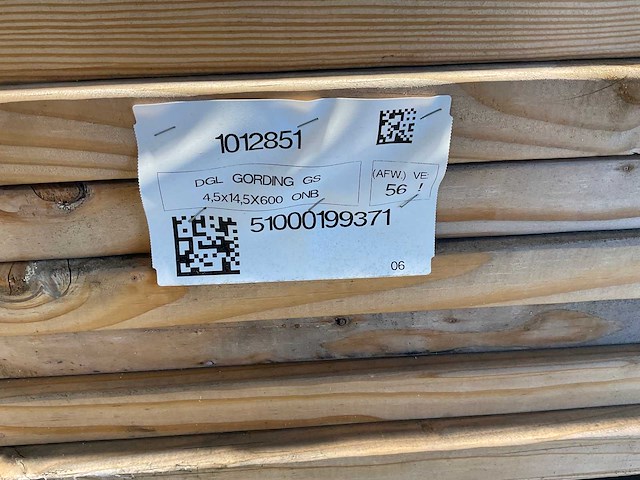 1012851
DGL GORDING GS
4,5x14,5X600 ONB
(AFW.) VE:
56 !
51000199371
06